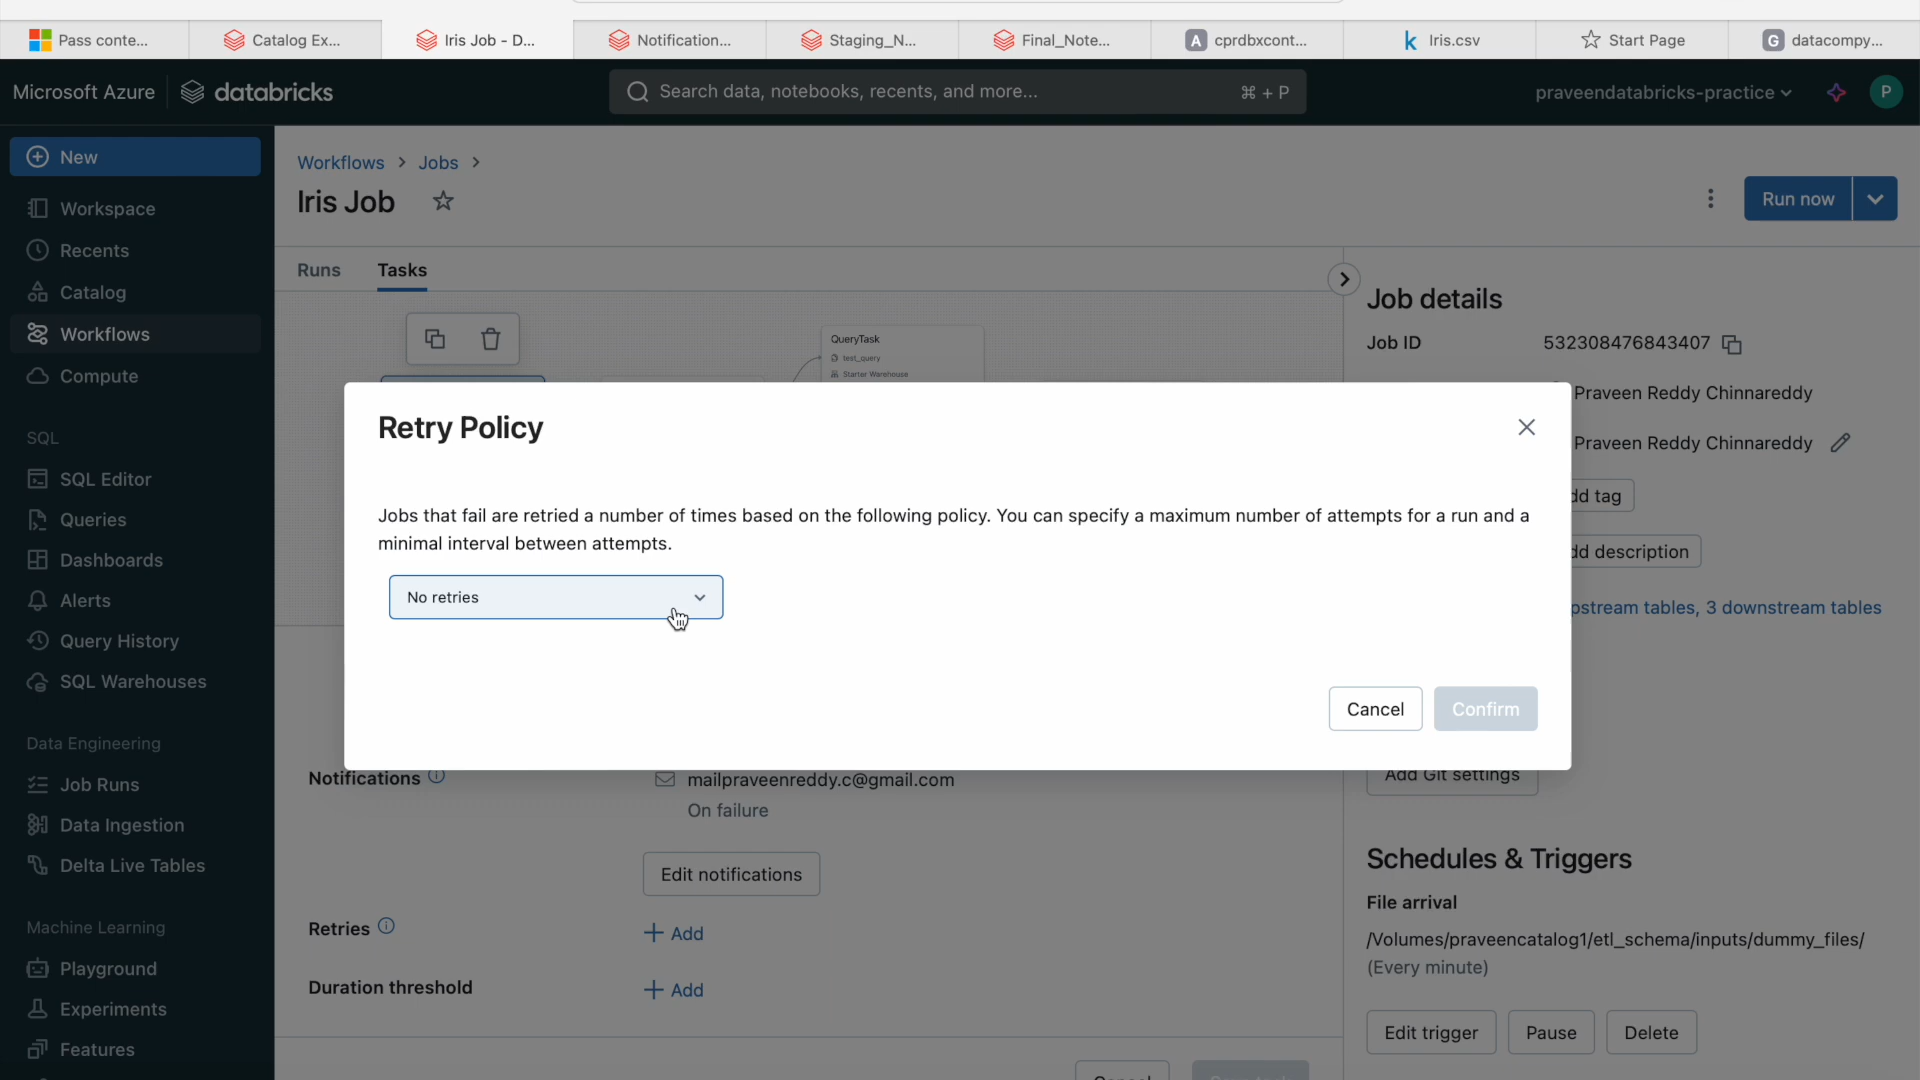 Pass conte...
Catalog Ex...
Iris Job - D...
Notification...
Staging_N...
Final_Note...
A cprdbxcont...
k Iris.csv
Start Page
G datacompy...
Microsoft Azure
databricks
Search data, notebooks, recents, and more...
⌘ + P
praveendatabricks-practice
P
New
Workspace
Recents
Catalog
Workflows
Compute
SQL
SQL Editor
Queries
Dashboards
Alerts
Query History
SQL Warehouses
Data Engineering
Job Runs
Data Ingestion
Delta Live Tables
Machine Learning
Playground
Experiments
Features
Workflows > Jobs >
Iris Job
Run now
Runs
Tasks
QueryTask
test_query
Starter Warehouse
Retry Policy
Jobs that fail are retried a number of times based on the following policy. You can specify a maximum number of attempts for a run and a
minimal interval between attempts.
No retries
Cancel
Confirm
Notifications
mailpraveenreddy.c@gmail.com
On failure
Edit notifications
Retries
+ Add
Duration threshold
+ Add
Job details
Job ID
532308476843407
Praveen Reddy Chinnareddy
Praveen Reddy Chinnareddy
dd tag
dd description
pstream tables, 3 downstream tables
Add Git settings
Schedules & Triggers
File arrival
/Volumes/praveencatalog1/etl_schema/inputs/dummy_files/
(Every minute)
Edit trigger
Pause
Delete